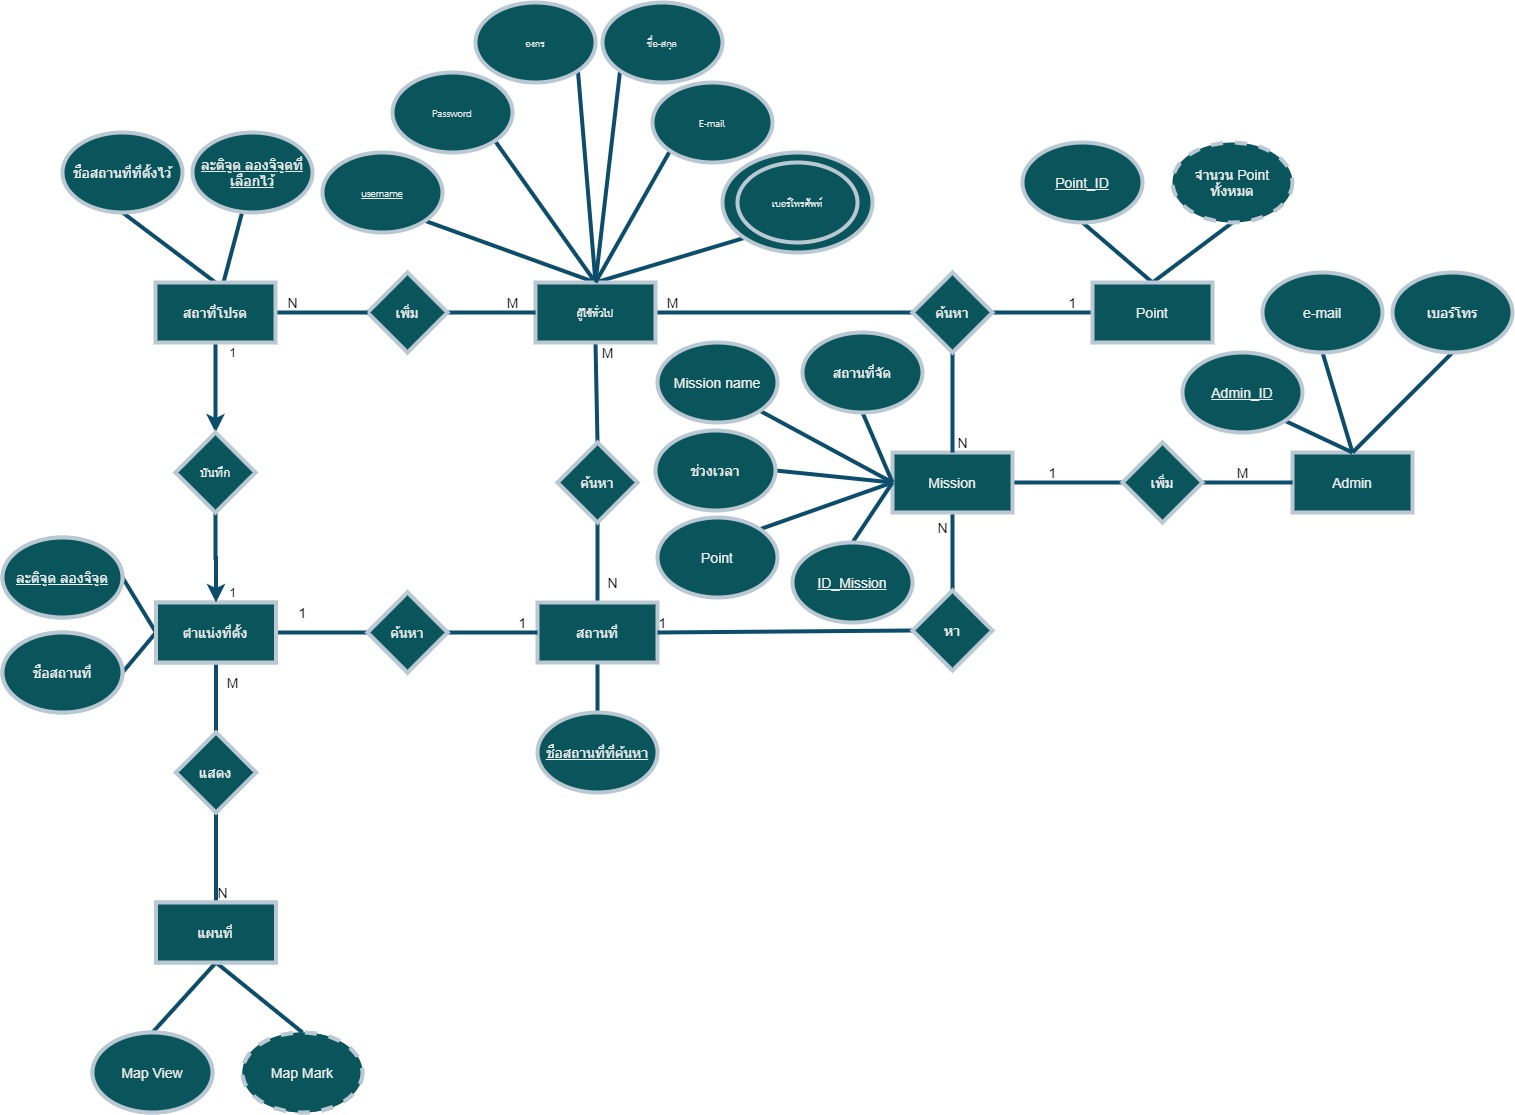 องกร
ชื่อ-สกุล
Password
E-mail
ชื่อสถานที่ที่ตั้งไว้
ละติจูด ลองจิจูดที่
เลือกไว้
username
เบอร์โทรศัพท์
Point_ID
จำนวน Point
ทั้งหมด
สถาที่โปรด
N
เพิ่ม
M
ผู้ใช้ทั่วไป
M
ค้นหา
1
Point
e-mail
เบอร์โทร
1
M
Mission name
สถานที่จัด
Admin_ID
N
บันทึก
ค้นหา
ช่วงเวลา
Mission
1
เพิ่ม
M
Admin
N
Point
ID_Mission
ละติจูด ลองจิจูด
1
N
ตำแน่งที่ตั้ง
1
ค้นหา
1
สถานที่
1
หา
ชื่อสถานที่
M
แสดง
ชื่อสถานที่ที่ค้นหา
N
แผนที่
Map View
Map Mark